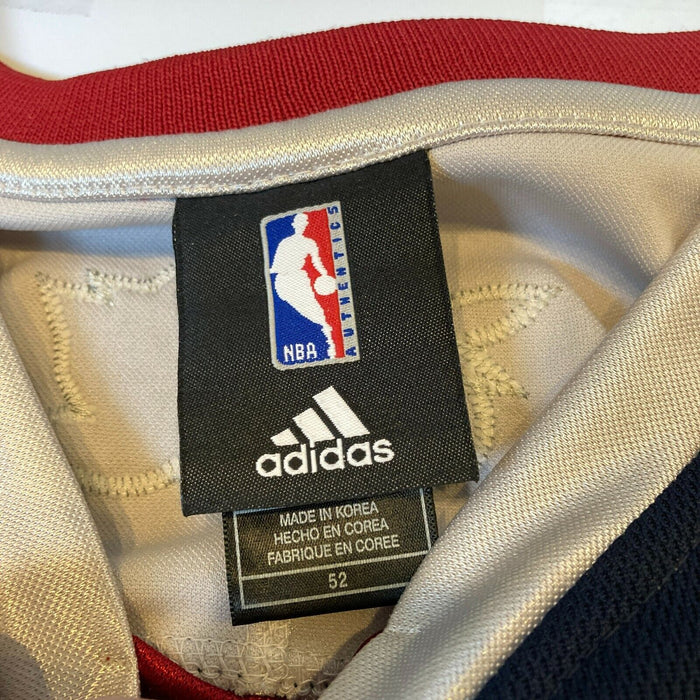 NBA
AUTHENTICS
adidas
MADE IN KOREA
HECHO EN COREA
FABRIQUE EN COREE
52